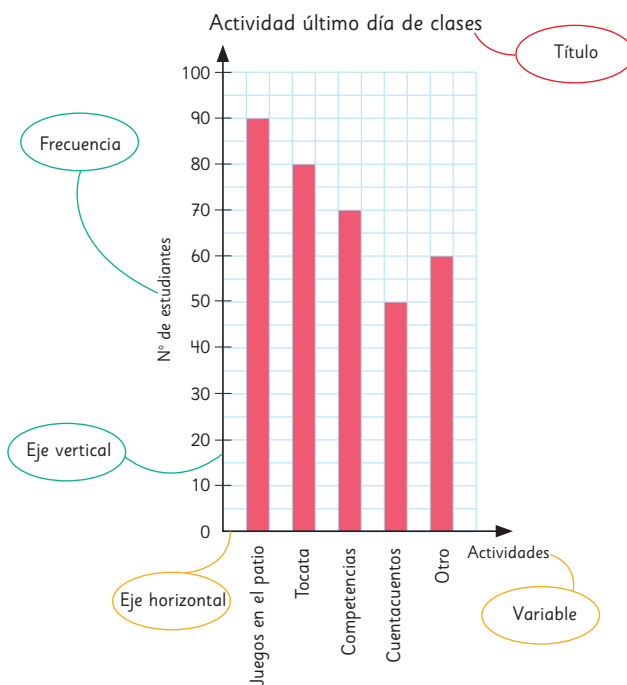 Actividad último día de clases
Título
100
90
Frecuencia
80
70
60
Nº de estudiantes
50
40
30
Eje vertical
20
10
0
Actividades
Juegos en el patio
Tocata
Competencias
Cuentacuentos
Otro
Eje horizontal
Variable